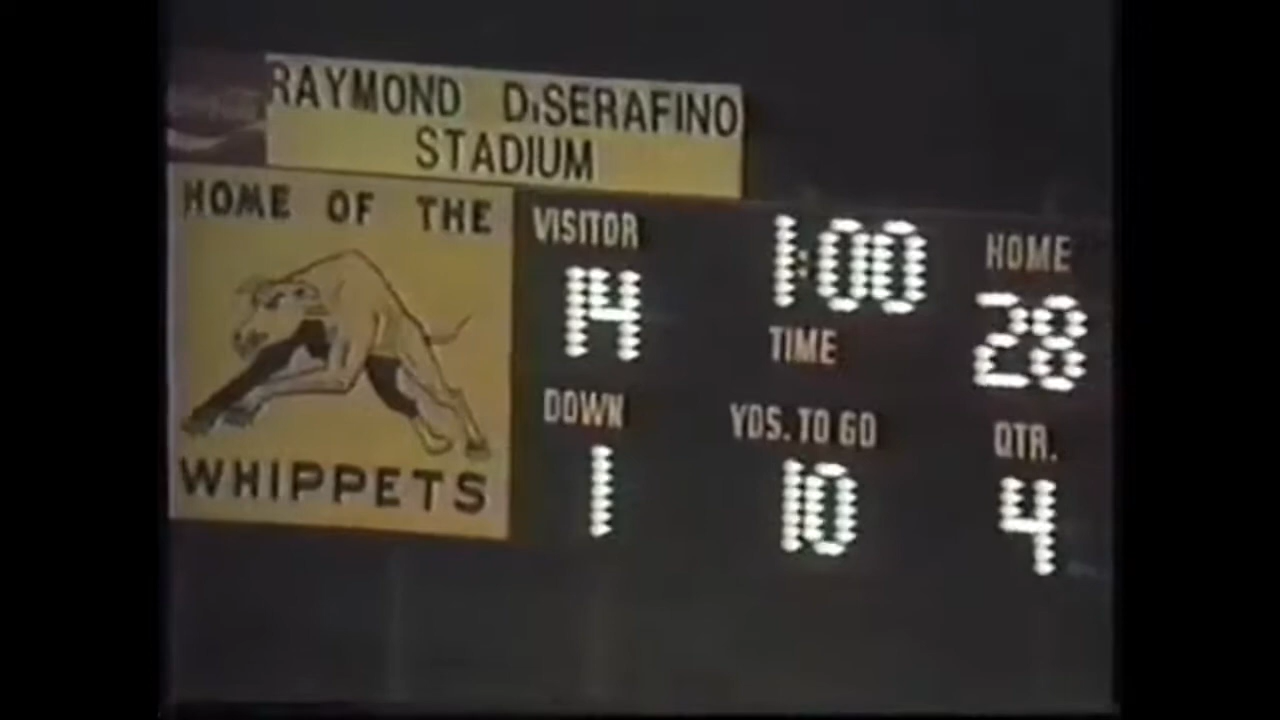 RAYMOND DiSERAFINO
STADIUM
HOME OF THE
WHIPPETS
VISITOR
14
1:00
TIME
HOME
28
DOWN
1
YDS. TO GO
10
QTR.
4